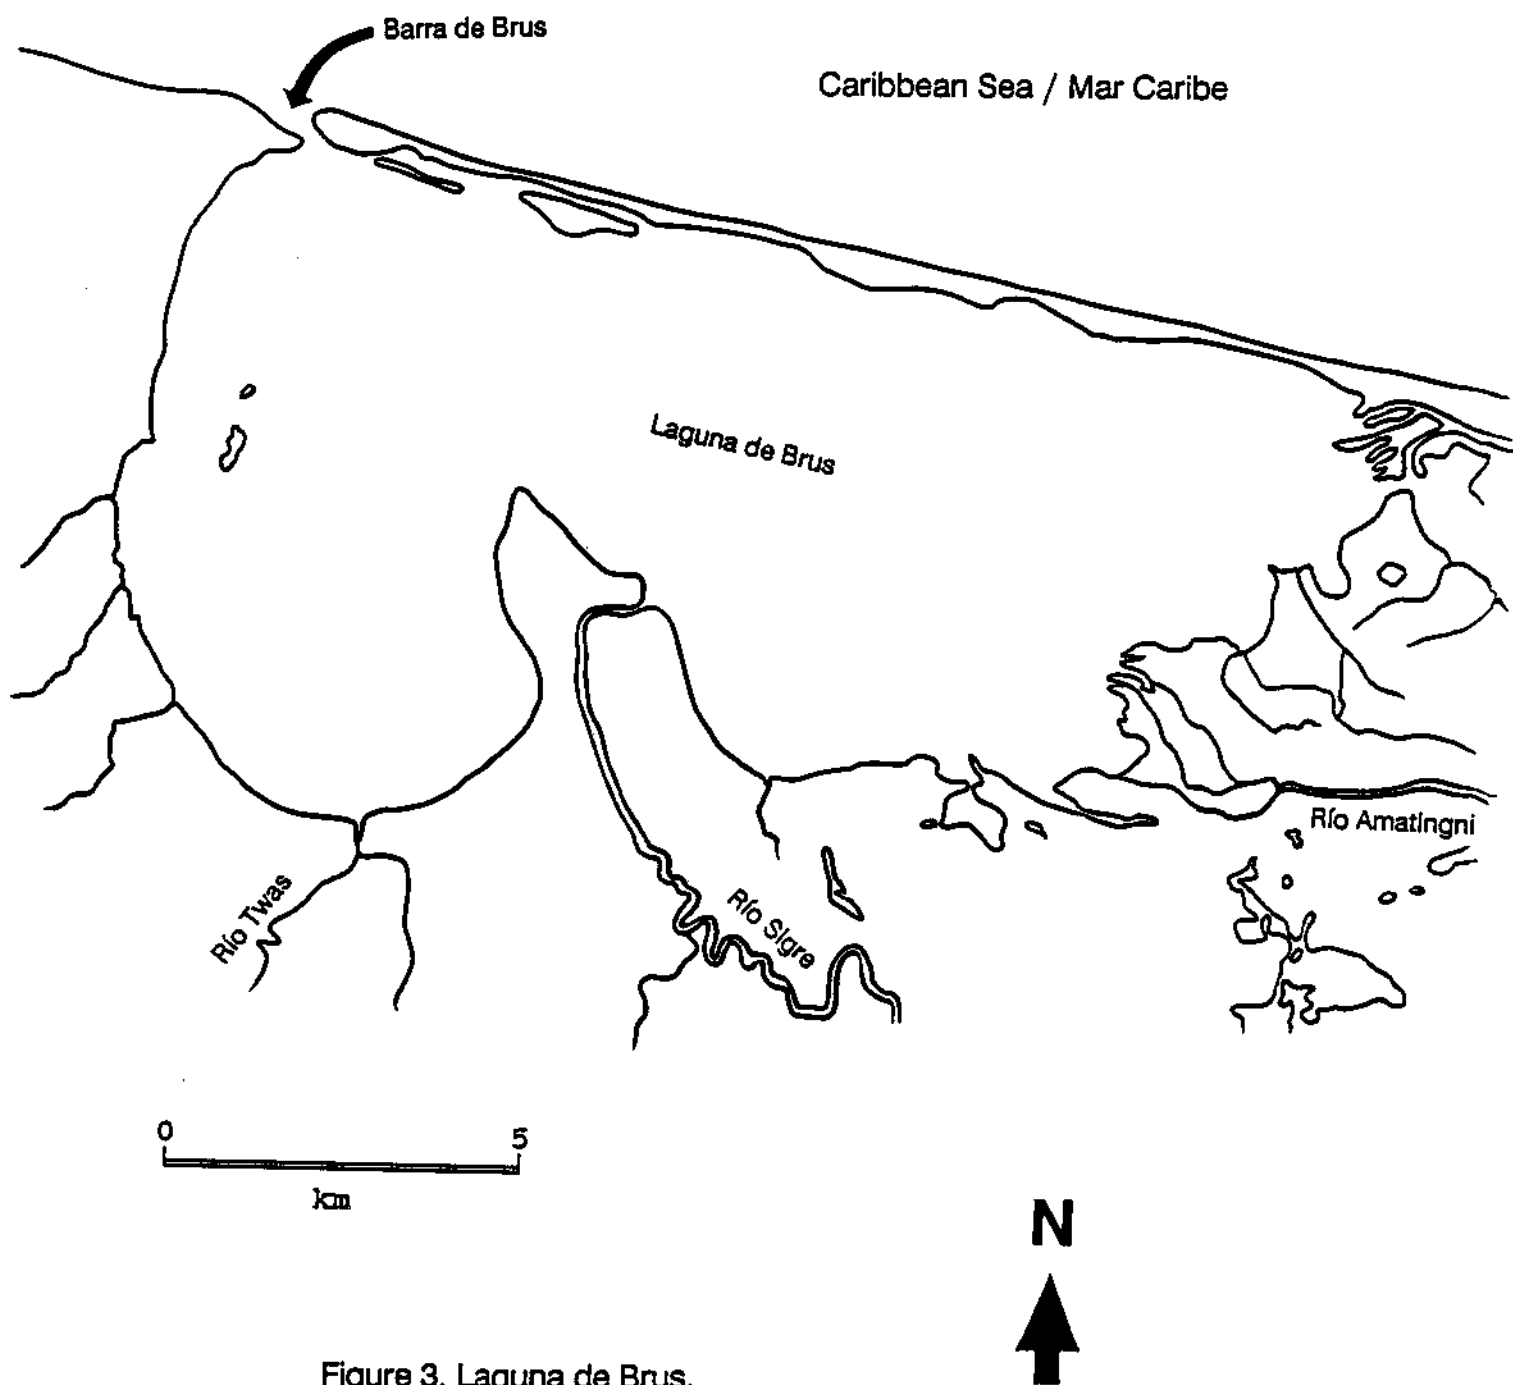 Barra de Brus
Caribbean Sea / Mar Caribe
Laguna de Brus
Río Amatingni
Río Twas
Río Sigre
0 5
km
N
Figure 3. Laguna de Brus.